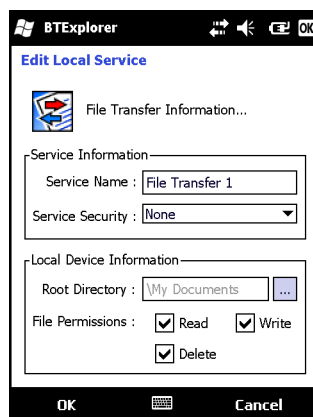 BTExplorer OK
Edit Local Service
File Transfer Information...
Service Information
Service Name : File Transfer 1
Service Security : None
Local Device Information
Root Directory : \My Documents ...
File Permissions : Read Write
Delete
OK Cancel